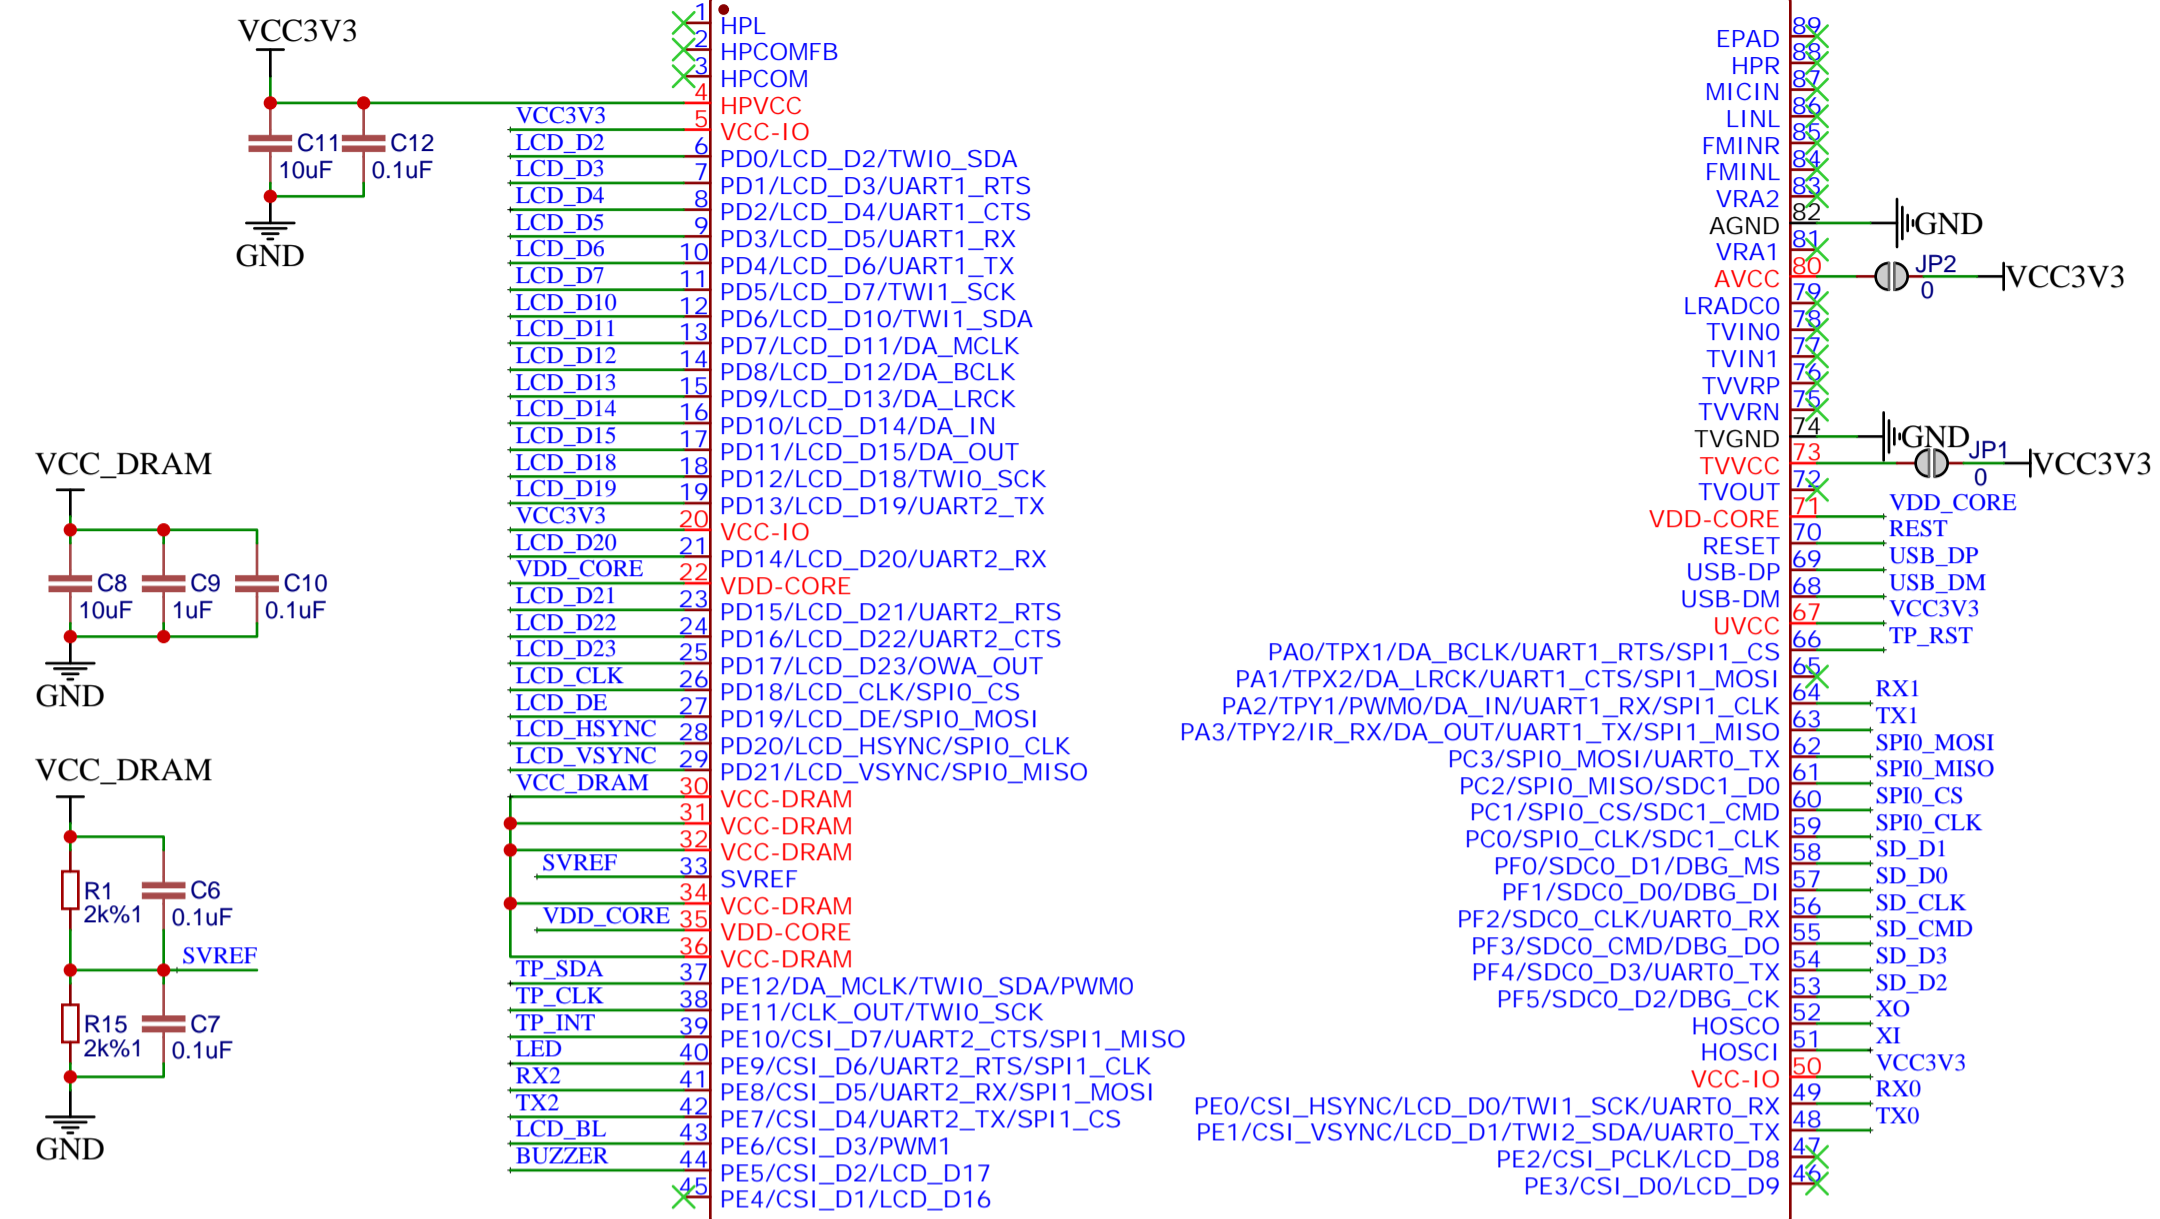 VCC3V3
C11
10uF
C12
0.1uF
GND
VCC_DRAM
C8
10uF
C9
1uF
C10
0.1uF
GND
VCC_DRAM
R1
2k%1
C6
0.1uF
SVREF
R15
2k%1
C7
0.1uF
GND
1 HPL
2 HPCOMFB
3 HPCOM
4 HPVCC
VCC3V3 5 VCC-IO
LCD_D2 6 PD0/LCD_D2/TWI0_SDA
LCD_D3 7 PD1/LCD_D3/UART1_RTS
LCD_D4 8 PD2/LCD_D4/UART1_CTS
LCD_D5 9 PD3/LCD_D5/UART1_RX
LCD_D6 10 PD4/LCD_D6/UART1_TX
LCD_D7 11 PD5/LCD_D7/TWI1_SCK
LCD_D10 12 PD6/LCD_D10/TWI1_SDA
LCD_D11 13 PD7/LCD_D11/DA_MCLK
LCD_D12 14 PD8/LCD_D12/DA_BCLK
LCD_D13 15 PD9/LCD_D13/DA_LRCK
LCD_D14 16 PD10/LCD_D14/DA_IN
LCD_D15 17 PD11/LCD_D15/DA_OUT
LCD_D18 18 PD12/LCD_D18/TWI0_SCK
LCD_D19 19 PD13/LCD_D19/UART2_TX
VCC3V3 20 VCC-IO
LCD_D20 21 PD14/LCD_D20/UART2_RX
VDD_CORE 22 VDD-CORE
LCD_D21 23 PD15/LCD_D21/UART2_RTS
LCD_D22 24 PD16/LCD_D22/UART2_CTS
LCD_D23 25 PD17/LCD_D23/OWA_OUT
LCD_CLK 26 PD18/LCD_CLK/SPI0_CS
LCD_DE 27 PD19/LCD_DE/SPI0_MOSI
LCD_HSYNC 28 PD20/LCD_HSYNC/SPI0_CLK
LCD_VSYNC 29 PD21/LCD_VSYNC/SPI0_MISO
VCC_DRAM 30 VCC-DRAM
31 VCC-DRAM
32 VCC-DRAM
SVREF 33 SVREF
34 VCC-DRAM
VDD_CORE 35 VDD-CORE
36 VCC-DRAM
TP_SDA 37 PE12/DA_MCLK/TWI0_SDA/PWM0
TP_CLK 38 PE11/CLK_OUT/TWI0_SCK
TP_INT 39 PE10/CSI_D7/UART2_CTS/SPI1_MISO
LED 40 PE9/CSI_D6/UART2_RTS/SPI1_CLK
RX2 41 PE8/CSI_D5/UART2_RX/SPI1_MOSI
TX2 42 PE7/CSI_D4/UART2_TX/SPI1_CS
LCD_BL 43 PE6/CSI_D3/PWM1
BUZZER 44 PE5/CSI_D2/LCD_D17
45 PE4/CSI_D1/LCD_D16
EPAD 89
HPR 88
MICIN 87
LINL 86
FMINR 85
FMINL 84
VRA2 83
AGND 82 GND
VRA1 81
AVCC 80 JP2 0 VCC3V3
LRADC0 79
TVIN0 78
TVIN1 77
TVVRP 76
TVVRN 75
TVGND 74 GND
TVVCC 73 JP1 0 VCC3V3
TVOUT 72
VDD-CORE 71 VDD_CORE
RESET 70 REST
USB-DP 69 USB_DP
USB-DM 68 USB_DM
UVCC 67 VCC3V3
PA0/TPX1/DA_BCLK/UART1_RTS/SPI1_CS 66 TP_RST
PA1/TPX2/DA_LRCK/UART1_CTS/SPI1_MOSI 65
PA2/TPY1/PWM0/DA_IN/UART1_RX/SPI1_CLK 64 RX1
PA3/TPY2/IR_RX/DA_OUT/UART1_TX/SPI1_MISO 63 TX1
PC3/SPI0_MOSI/UART0_TX 62 SPI0_MOSI
PC2/SPI0_MISO/SDC1_D0 61 SPI0_MISO
PC1/SPI0_CS/SDC1_CMD 60 SPI0_CS
PC0/SPI0_CLK/SDC1_CLK 59 SPI0_CLK
PF0/SDC0_D1/DBG_MS 58 SD_D1
PF1/SDC0_D0/DBG_DI 57 SD_D0
PF2/SDC0_CLK/UART0_RX 56 SD_CLK
PF3/SDC0_CMD/DBG_DO 55 SD_CMD
PF4/SDC0_D3/UART0_TX 54 SD_D3
PF5/SDC0_D2/DBG_CK 53 SD_D2
HOSCO 52 XO
HOSCI 51 XI
VCC-IO 50 VCC3V3
PE0/CSI_HSYNC/LCD_D0/TWI1_SCK/UART0_RX 49 RX0
PE1/CSI_VSYNC/LCD_D1/TWI2_SDA/UART0_TX 48 TX0
PE2/CSI_PCLK/LCD_D8 47
PE3/CSI_D0/LCD_D9 46